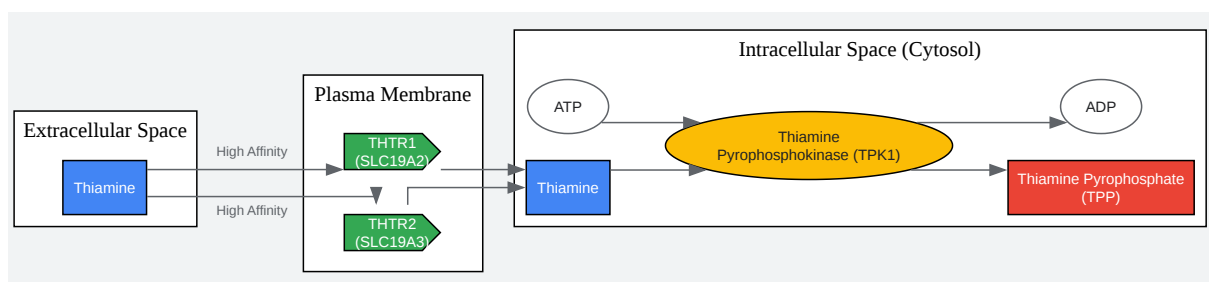 Extracellular Space
Thiamine
High Affinity
High Affinity
Plasma Membrane
THTR1
(SLC19A2)
THTR2
(SLC19A3)
Intracellular Space (Cytosol)
ATP
Thiamine
Thiamine
Pyrophosphokinase (TPK1)
ADP
Thiamine Pyrophosphate
(TPP)